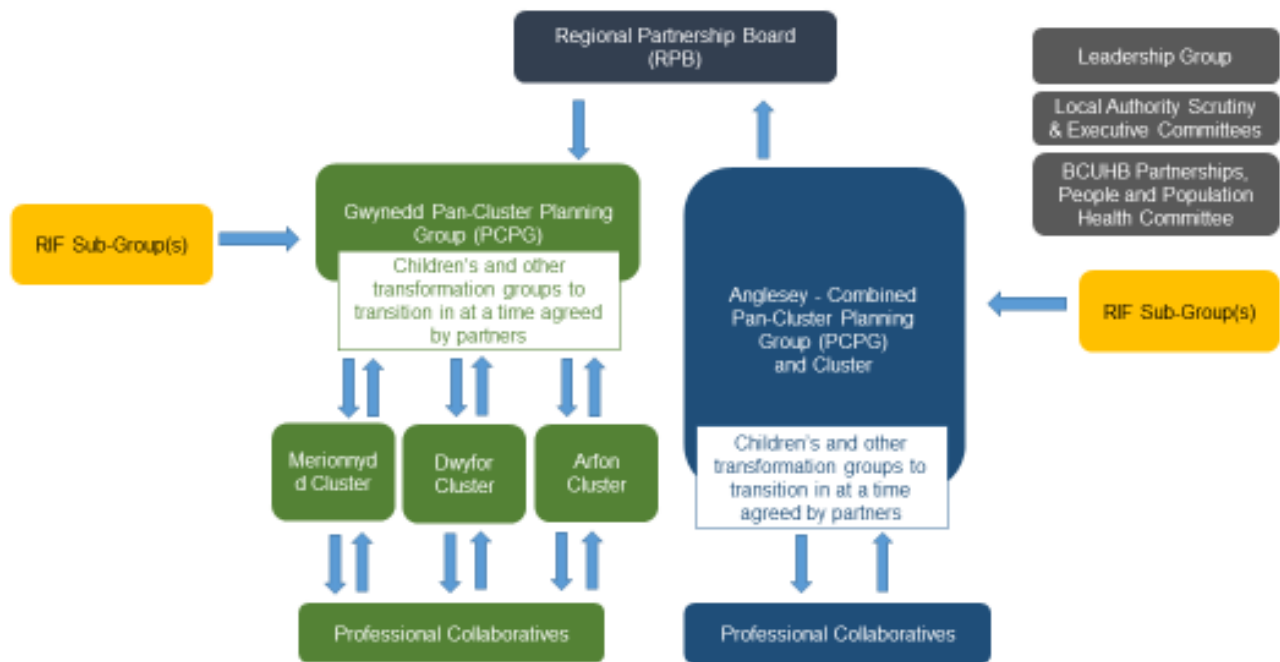 Regional Partnership Board
(RPB)
Leadership Group
Local Authority Scrutiny
& Executive Committees
BCUHB Partnerships,
People and Population
Health Committee
RIF Sub-Group(s)
Gwynedd Pan-Cluster Planning
Group (PCPG)
Children's and other
transformation groups to
transition in at a time agreed
by partners
Anglesey - Combined
Pan-Cluster Planning
Group (PCPG)
and Cluster
RIF Sub-Group(s)
Merionnyd
d Cluster
Dwyfor
Cluster
Arfon
Cluster
Children's and other
transformation groups to
transition in at a time
agreed by partners
Professional Collaboratives
Professional Collaboratives